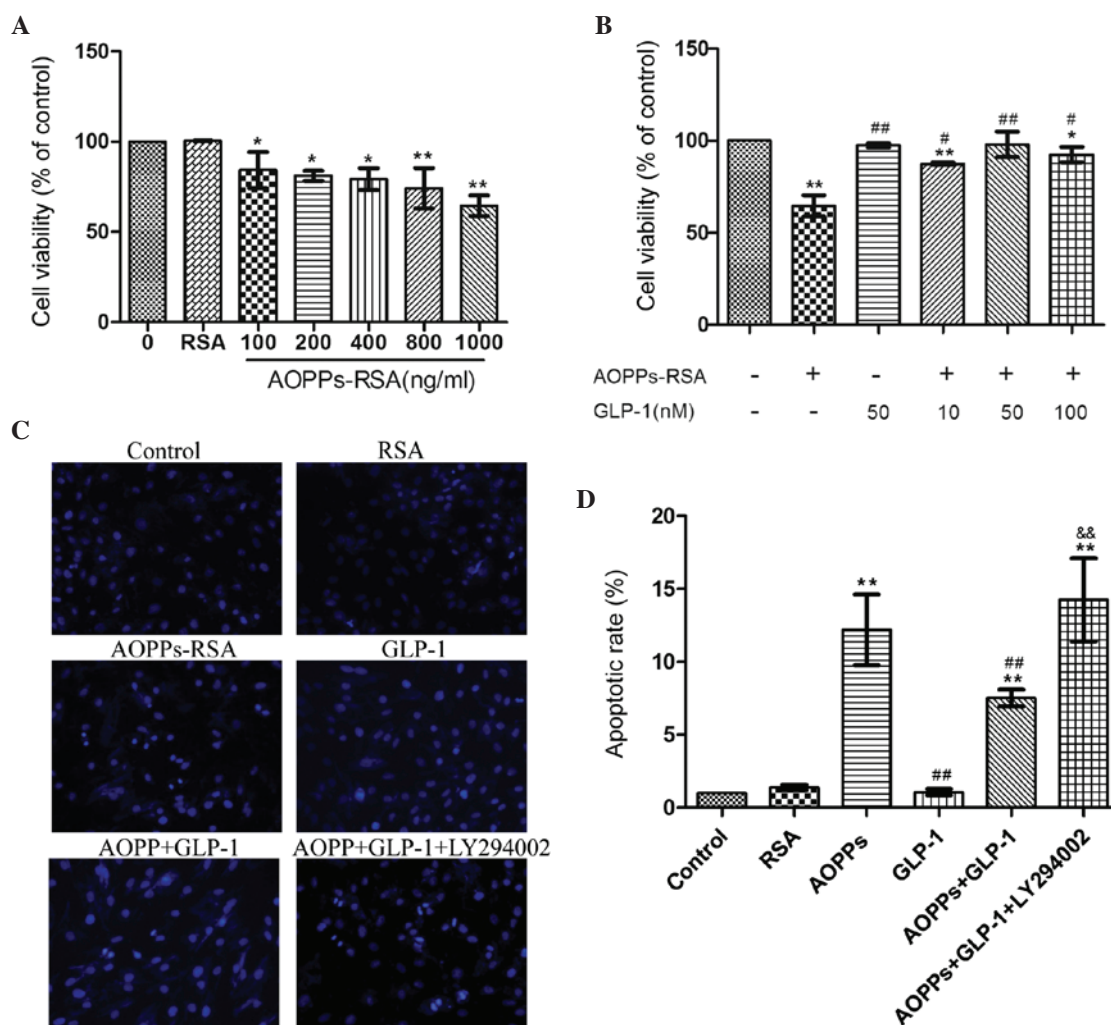 A
150
100
50
0
Cell viability (% of control)
*
*
*
**
**
0 RSA 100 200 400 800 1000
AOPPs-RSA(ng/ml)
B
150
100
50
0
Cell viability (% of control)
**
##
#
**
##
#
*
AOPPs-RSA - + - + + +
GLP-1(nM) - - 50 10 50 100
C
Control RSA
AOPPs-RSA GLP-1
AOPP+GLP-1 AOPP+GLP-1+LY294002
D
20
15
10
5
0
Apoptotic rate (%)
**
##
##
**
&&
**
Control
RSA
AOPPs
GLP-1
AOPPs+GLP-1
AOPPs+GLP-1+LY294002